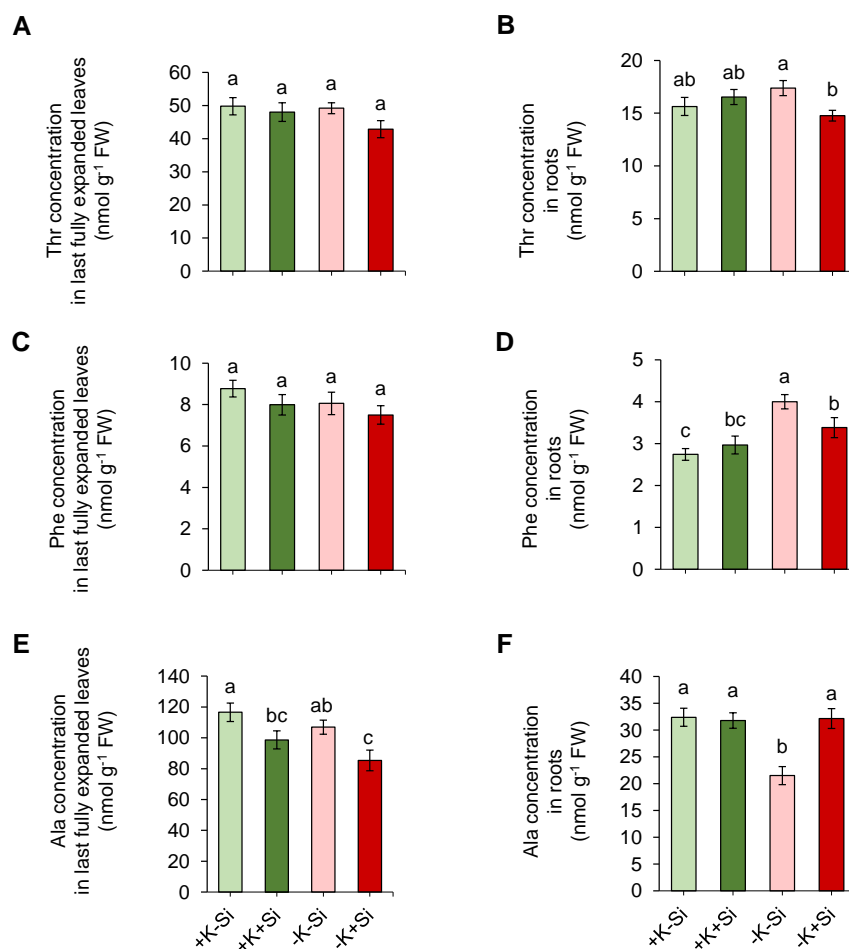 A
Thr concentration
in last fully expanded leaves
(nmol g-1 FW)
60
50
40
30
20
10
0
a
a
a
a
B
Thr concentration
in roots
(nmol g-1 FW)
20
15
10
5
0
ab
ab
a
b
C
Phe concentration
in last fully expanded leaves
(nmol g-1 FW)
10
8
6
4
2
0
a
a
a
a
D
Phe concentration
in roots
(nmol g-1 FW)
5
4
3
2
1
0
c
bc
a
b
E
Ala concentration
in last fully expanded leaves
(nmol g-1 FW)
140
120
100
80
60
40
20
0
a
bc
ab
c
+K-Si
+K+Si
-K-Si
-K+Si
F
Ala concentration
in roots
(nmol g-1 FW)
40
35
30
25
20
15
10
5
0
a
a
b
a
+K-Si
+K+Si
-K-Si
-K+Si